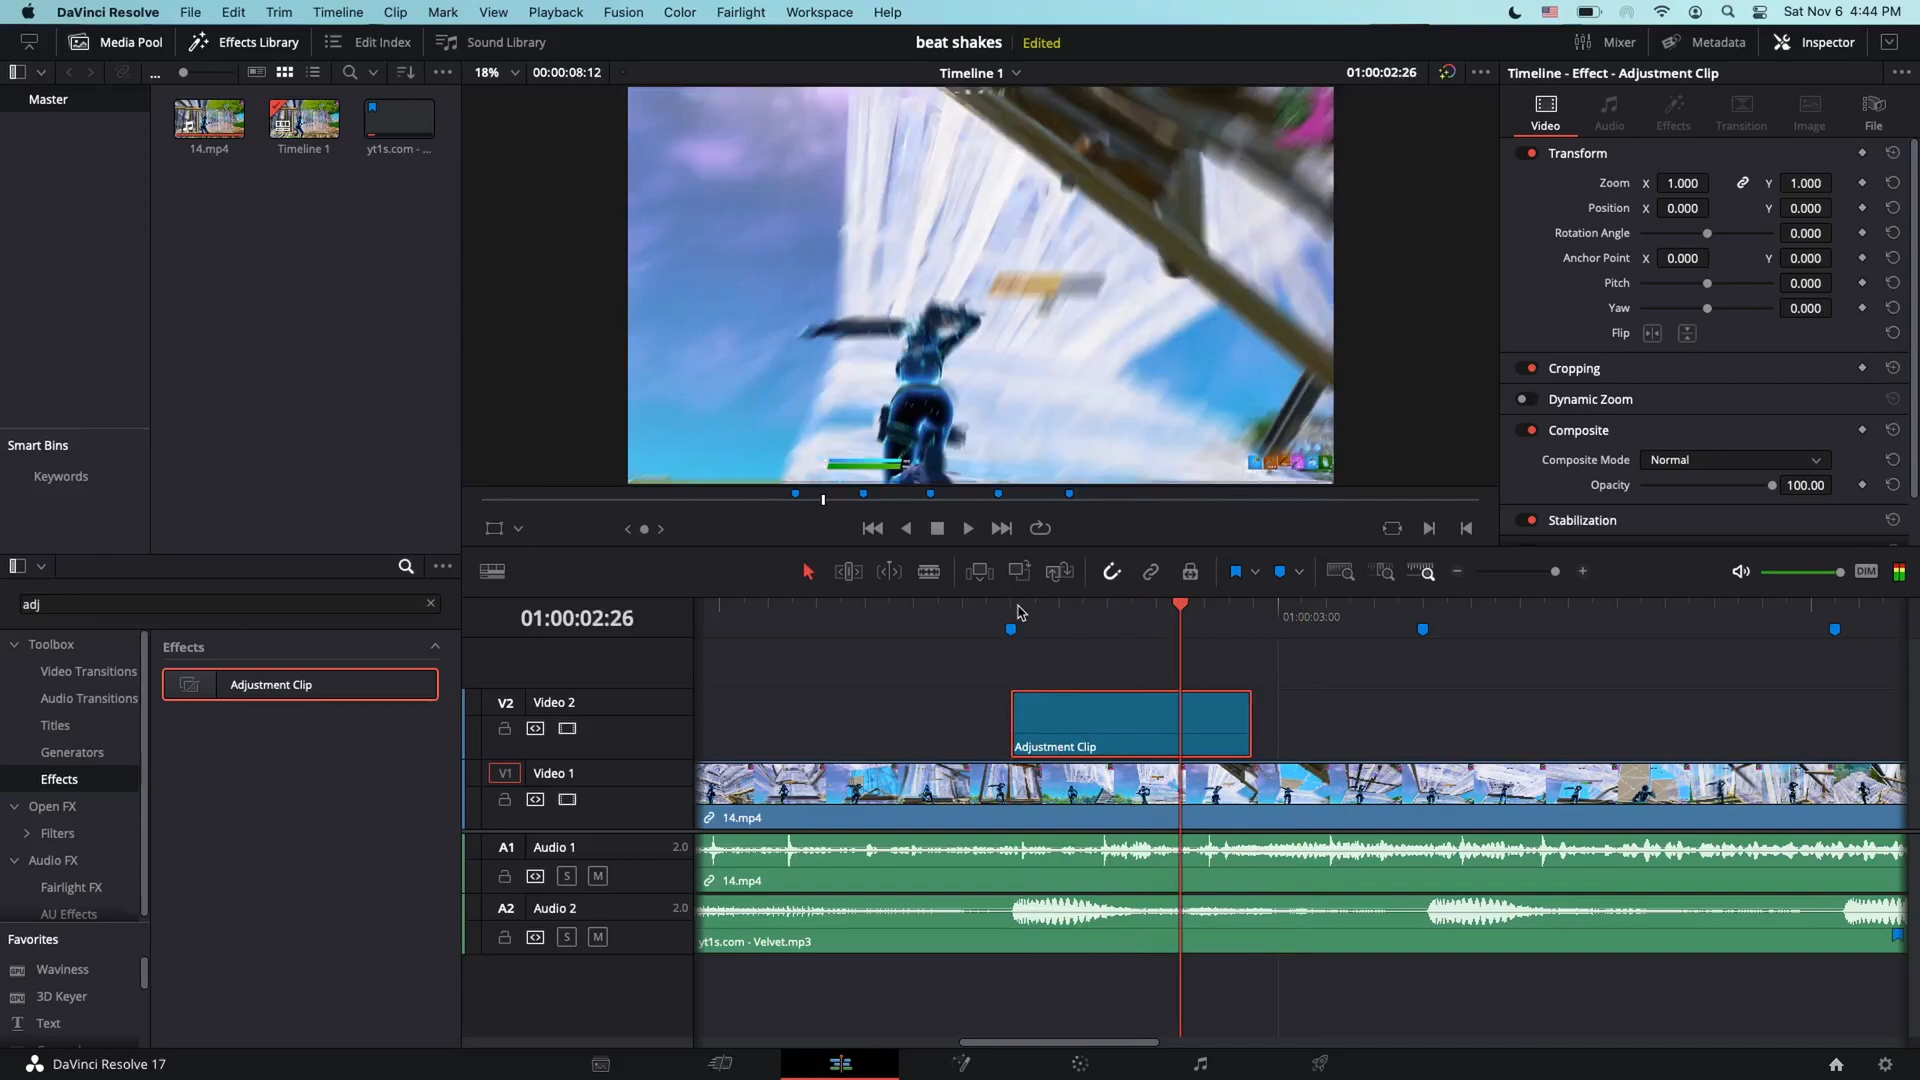 DaVinci Resolve File Edit Trim Timeline Clip Mark View Playback Fusion Color Fairlight Workspace Help Sat Nov 6 4:44 PM
Media Pool Effects Library Edit Index Sound Library beat shakes Edited Mixer Metadata Inspector
... 18% 00:00:08:12 Timeline 1 01:00:02:26 Timeline - Effect - Adjustment Clip
Master
14.mp4 Timeline 1 yt1s.com - ...
Video Audio Effects Transition Image File
Transform
Zoom X 1.000 Y 1.000
Position X 0.000 Y 0.000
Rotation Angle 0.000
Anchor Point X 0.000 Y 0.000
Pitch 0.000
Yaw 0.000
Flip
Cropping
Dynamic Zoom
Composite
Composite Mode Normal
Opacity 100.00
Stabilization
Smart Bins
Keywords
adj
Toolbox
Video Transitions
Audio Transitions
Titles
Generators
Effects
Open FX
Filters
Audio FX
Fairlight FX
AU Effects
Favorites
Waviness
3D Keyer
Text
Effects
Adjustment Clip
DIM
01:00:02:26
01:00:03:00
V2 Video 2
Adjustment Clip
V1 Video 1
14.mp4
A1 Audio 1 2.0
S M
14.mp4
A2 Audio 2 2.0
S M
yt1s.com - Velvet.mp3
DaVinci Resolve 17